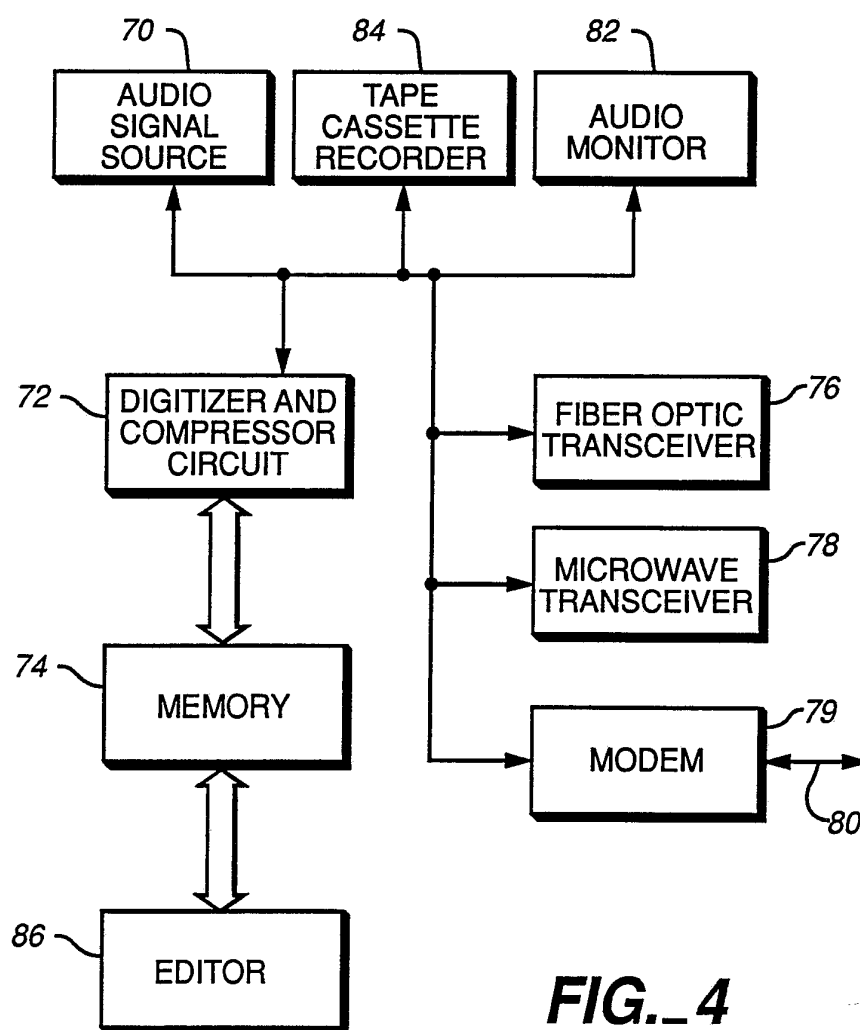 70
84
82
AUDIO
SIGNAL
SOURCE
TAPE
CASSETTE
RECORDER
AUDIO
MONITOR
72
DIGITIZER AND
COMPRESSOR
CIRCUIT
76
FIBER OPTIC
TRANSCEIVER
78
MICROWAVE
TRANSCEIVER
74
MEMORY
79
MODEM
80
86
EDITOR
FIG._4